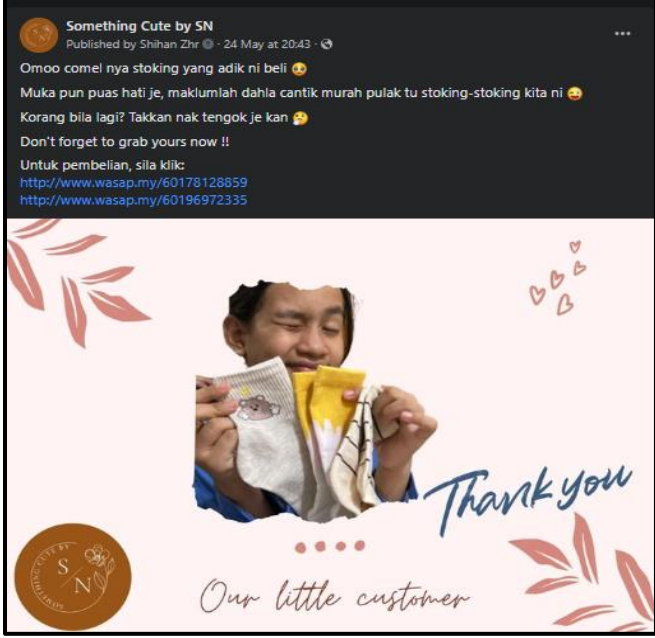 Something Cute by SN
Published by Shihan Zhr · 24 May at 20:43 ·
Omoo comel nya stoking yang adik ni beli 🥺
Muka pun puas hati je, maklumlah dahla cantik murah pulak tu stoking-stoking kita ni 😜
Korang bila lagi? Takkan nak tengok je kan 🤔
Don't forget to grab yours now !!
Untuk pembelian, sila klik:
http://www.wasap.my/60178128859
http://www.wasap.my/60196972335
Thank you
SOMETHING CUTE BY
S
N
Our little customer